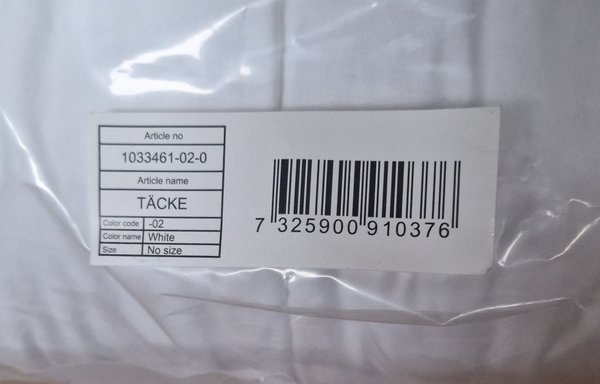 Article no
1033461-02-0
Article name
TÄCKE
Color code -02
Color name White
Size No size
7 325900 910376